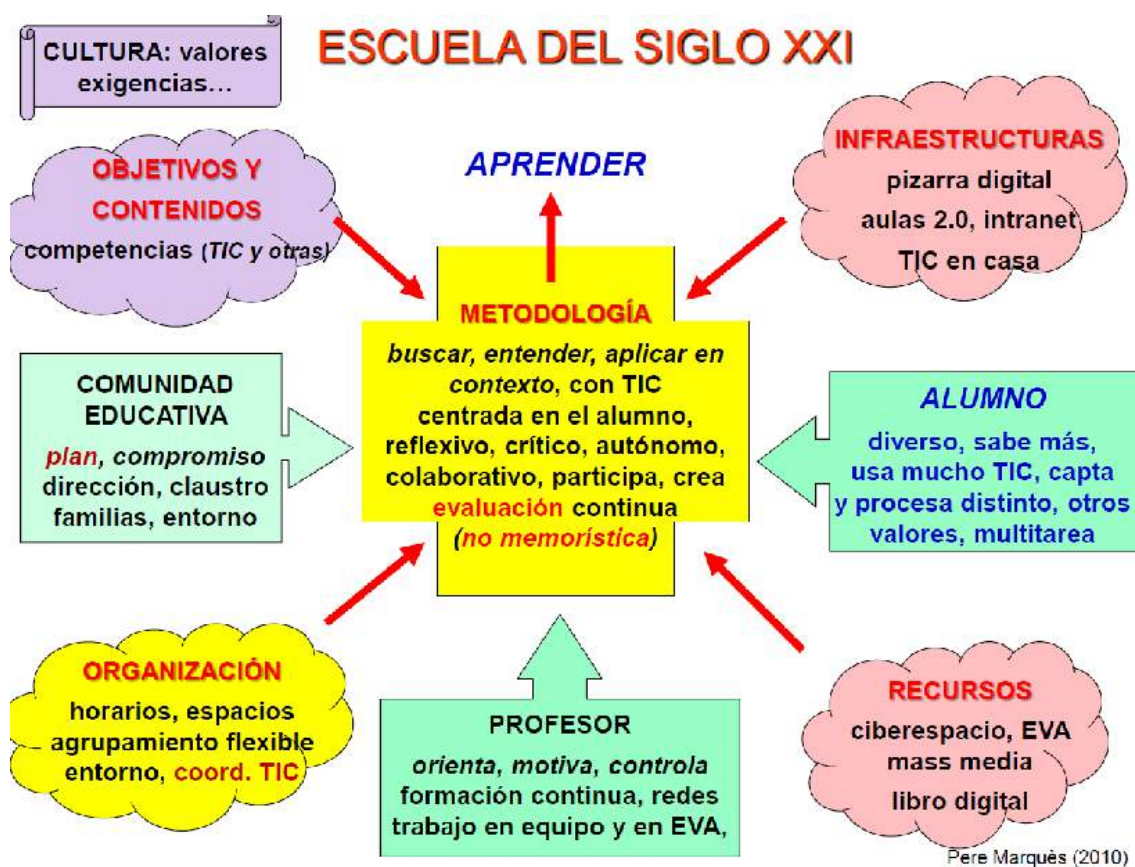 CULTURA: valores
exigencias…
ESCUELA DEL SIGLO XXI
OBJETIVOS Y
CONTENIDOS
competencias (TIC y otras)
APRENDER
INFRAESTRUCTURAS
pizarra digital
aulas 2.0, intranet
TIC en casa
COMUNIDAD
EDUCATIVA
plan, compromiso
dirección, claustro
familias, entorno
METODOLOGÍA
buscar, entender, aplicar en
contexto, con TIC
centrada en el alumno,
reflexivo, crítico, autónomo,
colaborativo, participa, crea
evaluación continua
(no memorística)
ALUMNO
diverso, sabe más,
usa mucho TIC, capta
y procesa distinto, otros
valores, multitarea
ORGANIZACIÓN
horarios, espacios
agrupamiento flexible
entorno, coord. TIC
PROFESOR
orienta, motiva, controla
formación continua, redes
trabajo en equipo y en EVA,
RECURSOS
ciberespacio, EVA
mass media
libro digital
Pere Marquès (2010)